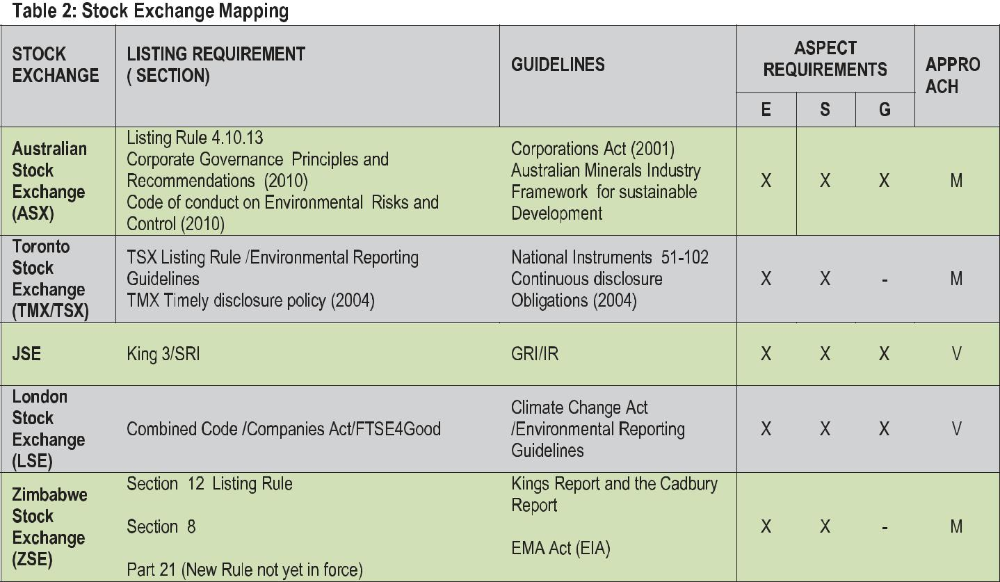 Table 2: Stock Exchange Mapping
STOCK EXCHANGE
LISTING REQUIREMENT
( SECTION)
GUIDELINES
ASPECT
REQUIREMENTS
APPRO
ACH
E S G
Australian
Stock
Exchange
(ASX)
Listing Rule 4.10.13
Corporate Governance Principles and
Recommendations (2010)
Code of conduct on Environmental Risks and
Control (2010)
Corporations Act (2001)
Australian Minerals Industry
Framework for sustainable
Development
X X X M
Toronto
Stock
Exchange
(TMX/TSX)
TSX Listing Rule /Environmental Reporting
Guidelines
TMX Timely disclosure policy (2004)
National Instruments 51-102
Continuous disclosure
Obligations (2004)
X X - M
JSE
King 3/SRI
GRI/IR
X X X V
London
Stock
Exchange
(LSE)
Combined Code /Companies Act/FTSE4Good
Climate Change Act
/Environmental Reporting
Guidelines
X X X V
Zimbabwe
Stock
Exchange
(ZSE)
Section 12 Listing Rule
Section 8
Part 21 (New Rule not yet in force)
Kings Report and the Cadbury
Report
EMA Act (EIA)
X X - M